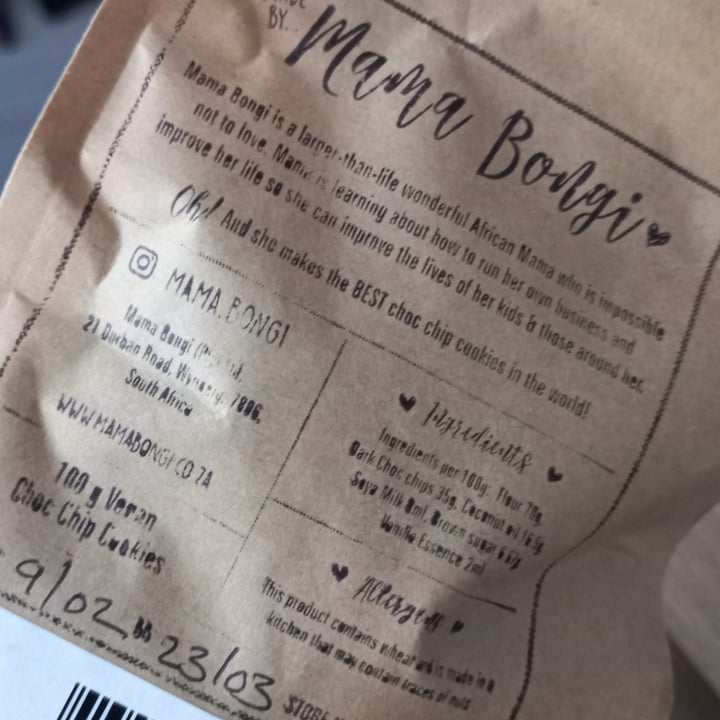 BY...
Mama Bongi
Mama Bongi is a larger-than-life wonderful African Mama who is impossible
not to love. Mama is learning about how to run her own business and
improve her life so she can improve the lives of her kids & those around her.
Oh! And she makes the BEST choc chip cookies in the world!
MAMA.BONGI
Mama Bongi
21 Durban Road, Wynberg, 7806,
South Africa
WWW.MAMABONGI.CO.ZA
100 g Vegan
Choc Chip Cookies
9/02 BB 23/03
Ingredients
Ingredients per 100g: Flour 70g,
Dark Choc chips 35g, Coconut oil 16.5g,
Soya Milk 8ml, Brown sugar
Vanilla Essence 2ml
Allergens
This product contains wheat and is made in a
kitchen that may contain traces of nuts